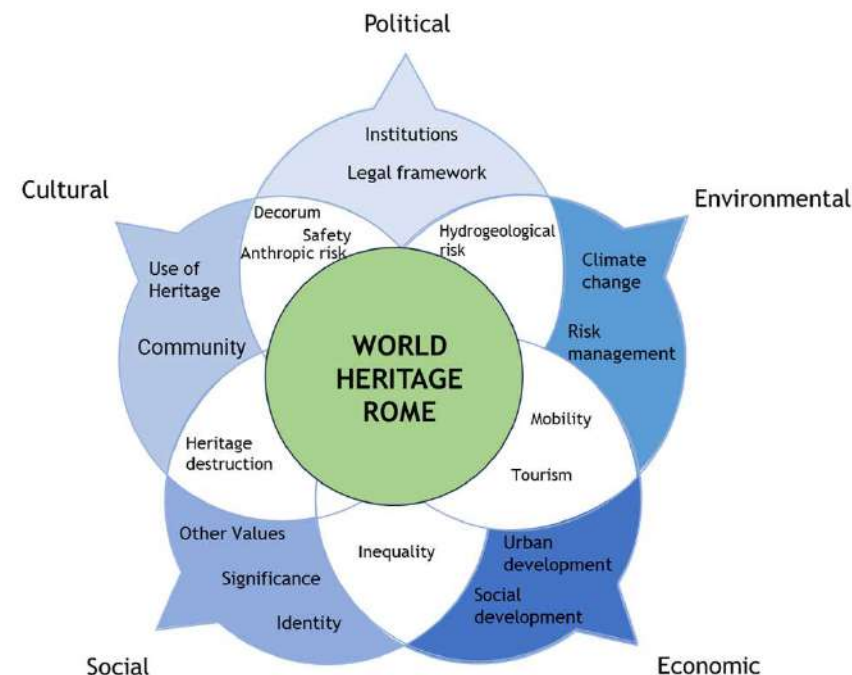 Political
Institutions
Legal framework
Cultural
Environmental
Decorum
Safety
Anthropic risk
Hydrogeological
risk
Use of
Heritage
Community
Climate
change
Risk
management
WORLD
HERITAGE
ROME
Mobility
Tourism
Heritage
destruction
Other Values
Significance
Identity
Inequality
Urban
development
Social
development
Social
Economic